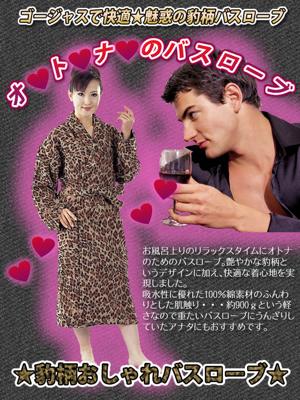 ゴージャスで快適★魅惑の豹柄バスローブ
オ♥ト♥ナ♥のバスローブ
お風呂上りのリラックスタイムにオトナ
のためのバスローブ。艶やかな豹柄と
いうデザインに加え、快適な着心地を実
現しました。
吸水性に優れた100%綿素材のふんわ
りとした肌触り・・・約900ｇという軽
さなので重たいバスローブにうんざりし
ていたアナタにもおすすめです。
★豹柄おしゃれバスローブ★